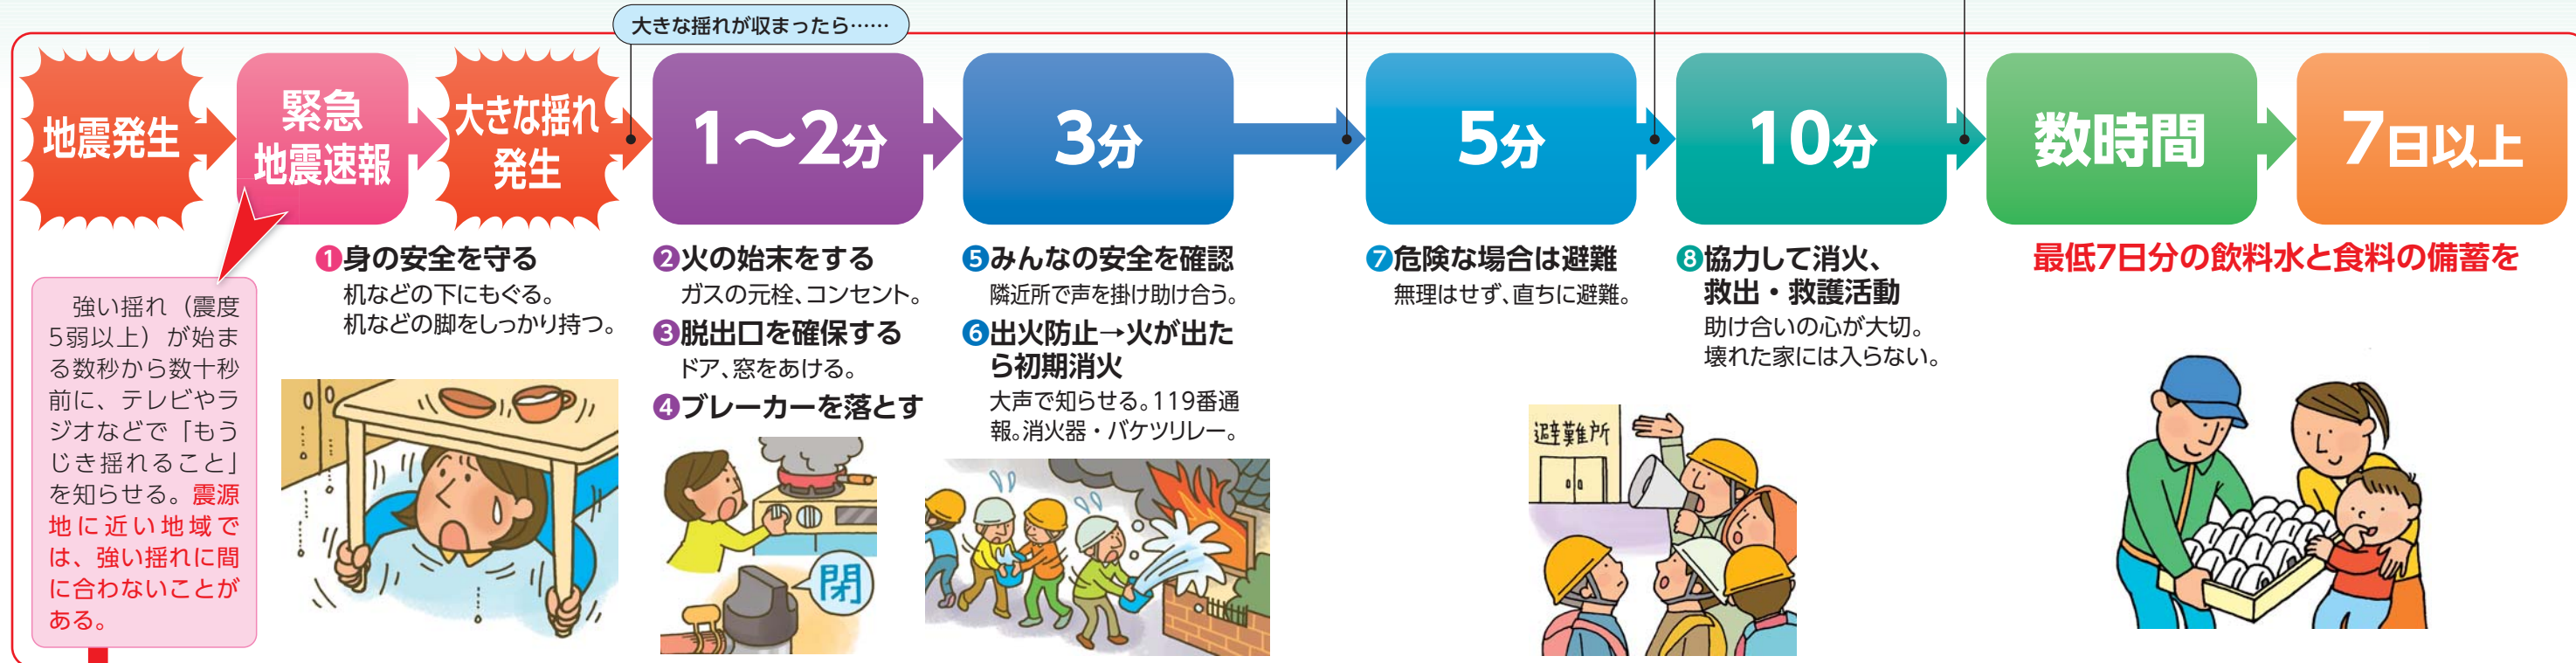 大きな揺れが収まったら……
地震発生
緊急
地震速報
大きな揺れ
発生
1～2分
3分
5分
10分
数時間
7日以上
強い揺れ（震度
5弱以上）が始ま
る数秒から数十秒
前に、テレビやラ
ジオなどで「もう
じき揺れること」
を知らせる。震源
地に近い地域で
は、強い揺れに間
に合わないことが
ある。
❶身の安全を守る
机などの下にもぐる。
机などの脚をしっかり持つ。
❷火の始末をする
ガスの元栓、コンセント。
❸脱出口を確保する
ドア、窓をあける。
❹ブレーカーを落とす
閉
❺みんなの安全を確認
隣近所で声を掛け助け合う。
❻出火防止→火が出た
ら初期消火
大声で知らせる。119番通
報。消火器・バケツリレー。
❼危険な場合は避難
無理はせず、直ちに避難。
避難所
❽協力して消火、
救出・救護活動
助け合いの心が大切。
壊れた家には入らない。
最低7日分の飲料水と食料の備蓄を